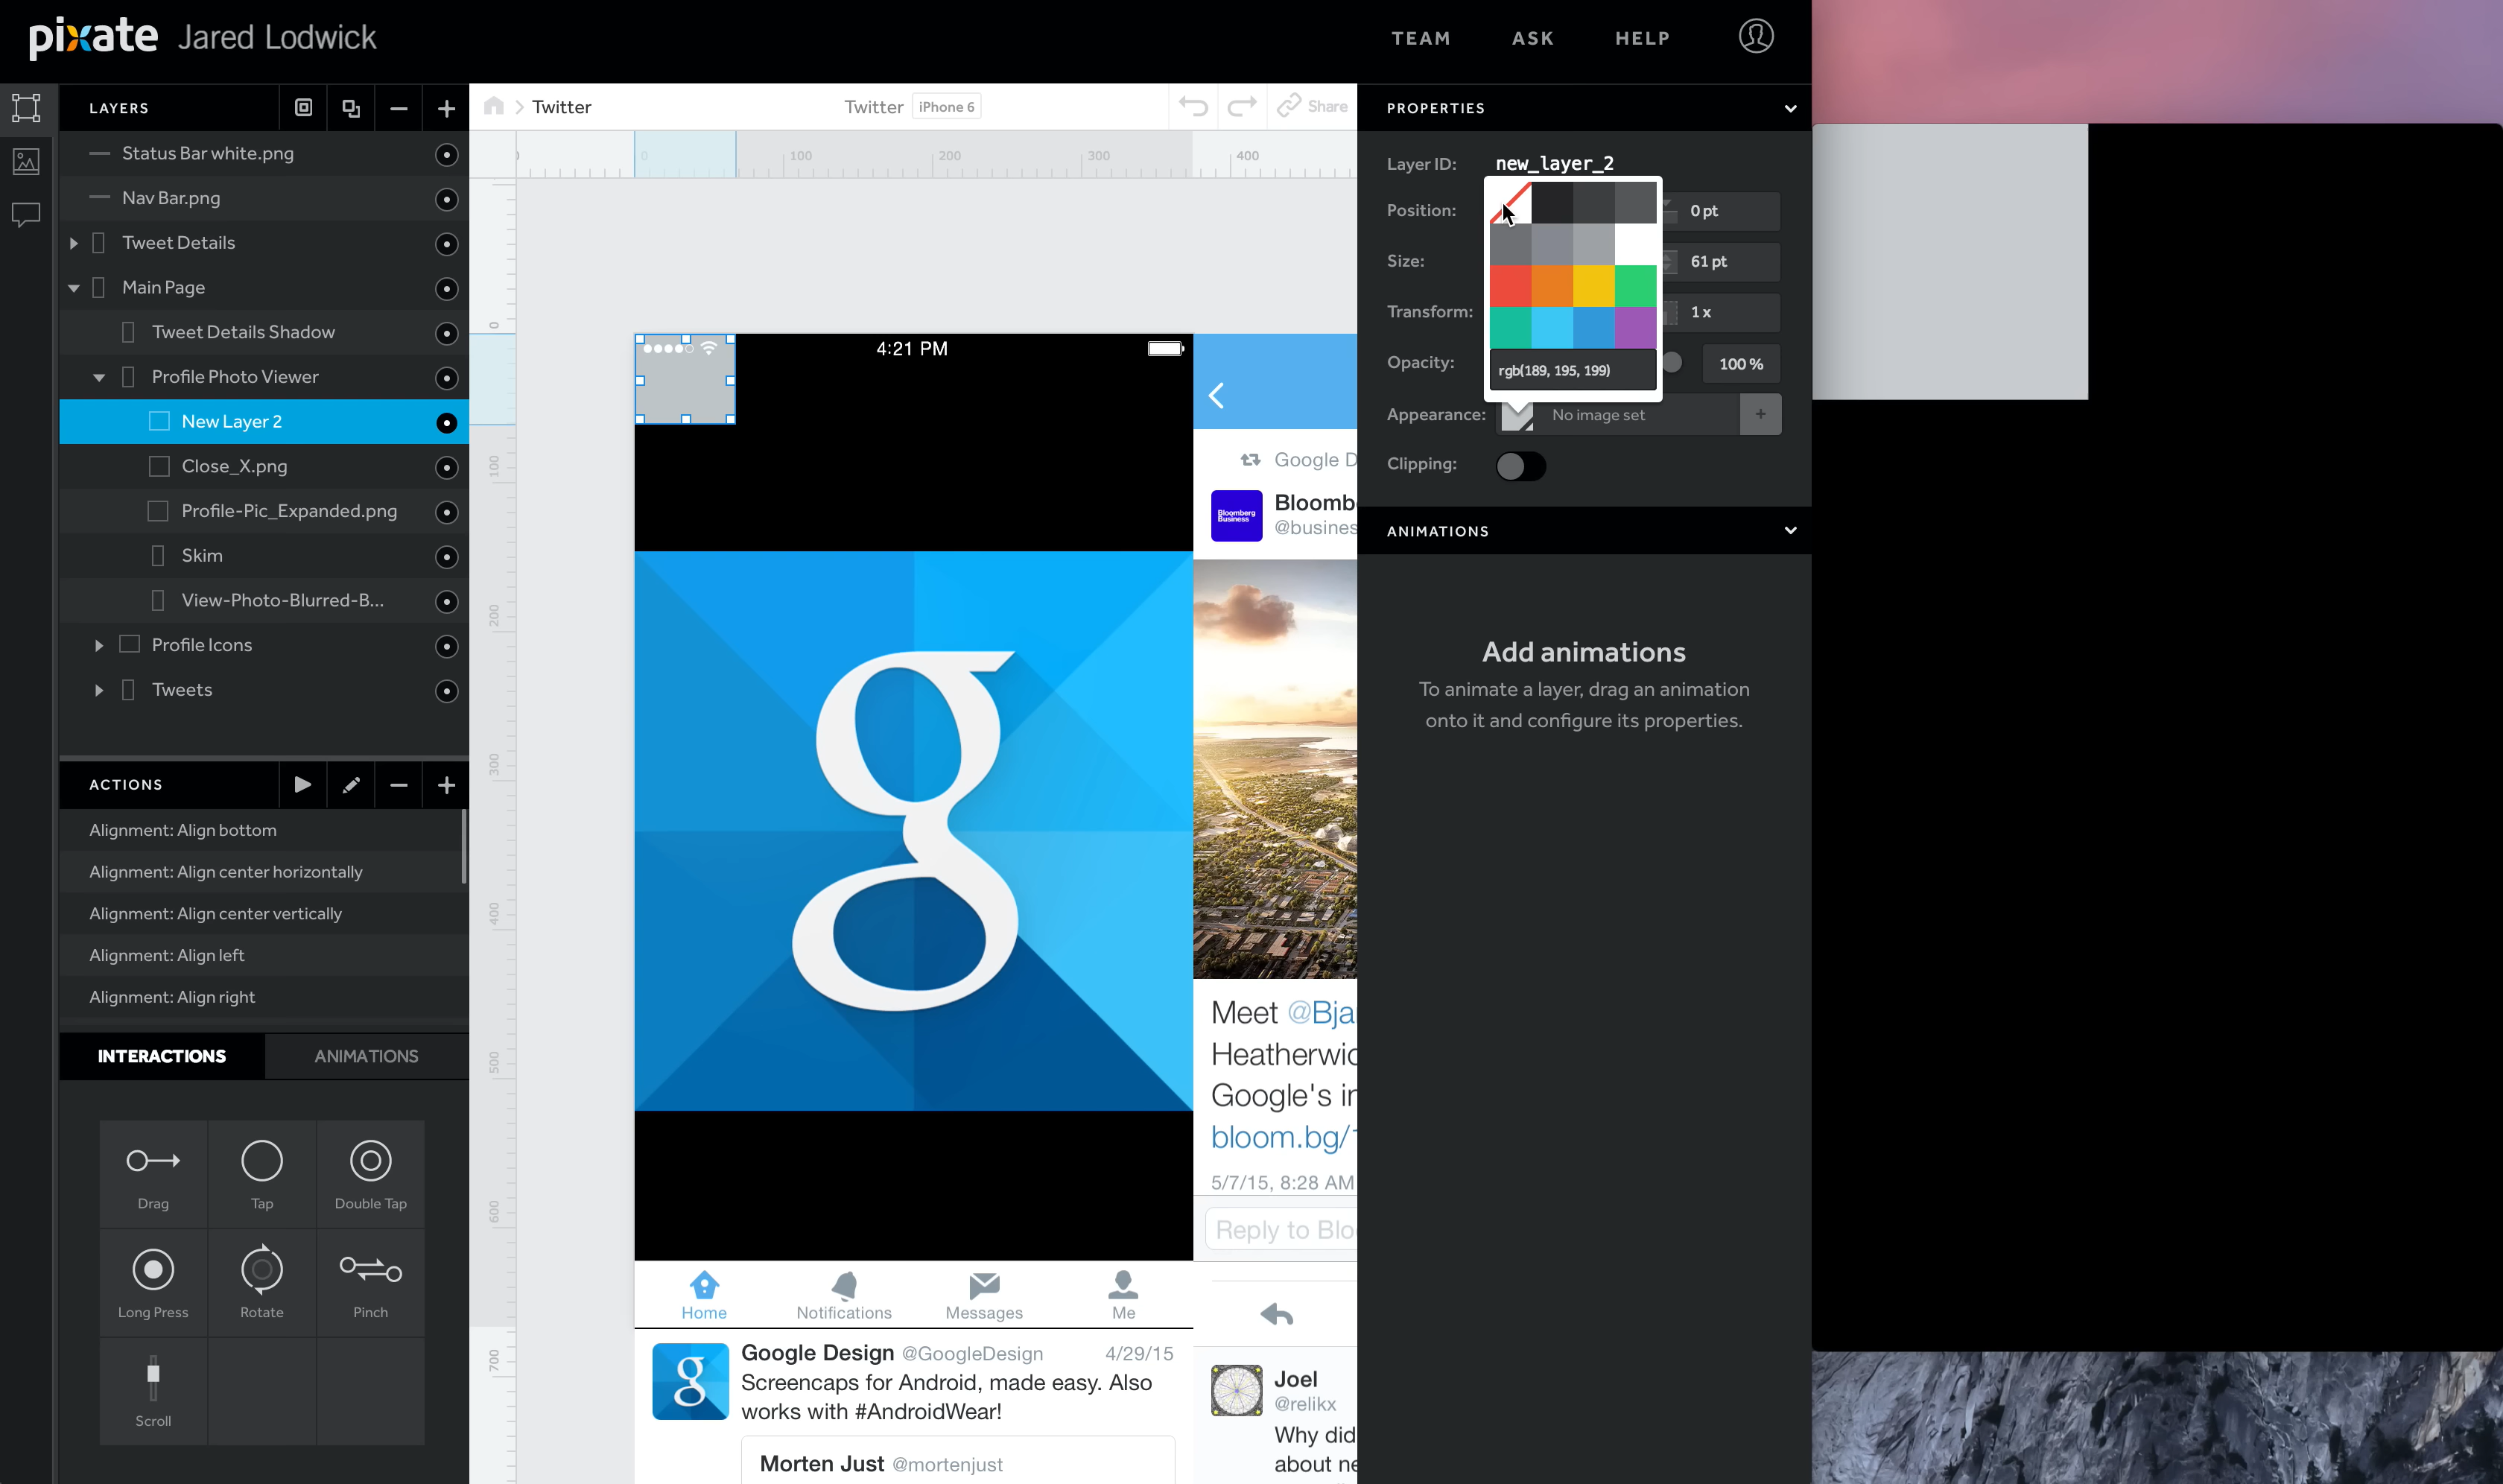 pixate Jared Lodwick
TEAM ASK HELP
LAYERS
Status Bar white.png
Nav Bar.png
Tweet Details
Main Page
Tweet Details Shadow
Profile Photo Viewer
New Layer 2
Close_X.png
Profile-Pic_Expanded.png
Skim
View-Photo-Blurred-B...
Profile Icons
Tweets
ACTIONS
Alignment: Align bottom
Alignment: Align center horizontally
Alignment: Align center vertically
Alignment: Align left
Alignment: Align right
INTERACTIONS ANIMATIONS
Drag Tap Double Tap
Long Press Rotate Pinch
Scroll
Twitter
Twitter iPhone 6
Share
0 100 200 300 400
0
100
200
300
400
500
600
700
4:21 PM
g
Home Notifications Messages Me
g
Google Design @GoogleDesign 4/29/15
Screencaps for Android, made easy. Also
works with #AndroidWear!
Morten Just @mortenjust
Google D
Bloomberg
Business
Bloomb
@busines
Meet @Bja
Heatherwic
Google's in
bloom.bg/
5/7/15, 8:28 AM
Reply to Blo
Joel
@relikx
Why did
about ne
PROPERTIES
Layer ID: new_layer_2
Position: 0 pt
Size: 61 pt
Transform: 1 x
Opacity: 100 %
rgb(189, 195, 199)
Appearance: No image set +
Clipping:
ANIMATIONS
Add animations
To animate a layer, drag an animation
onto it and configure its properties.